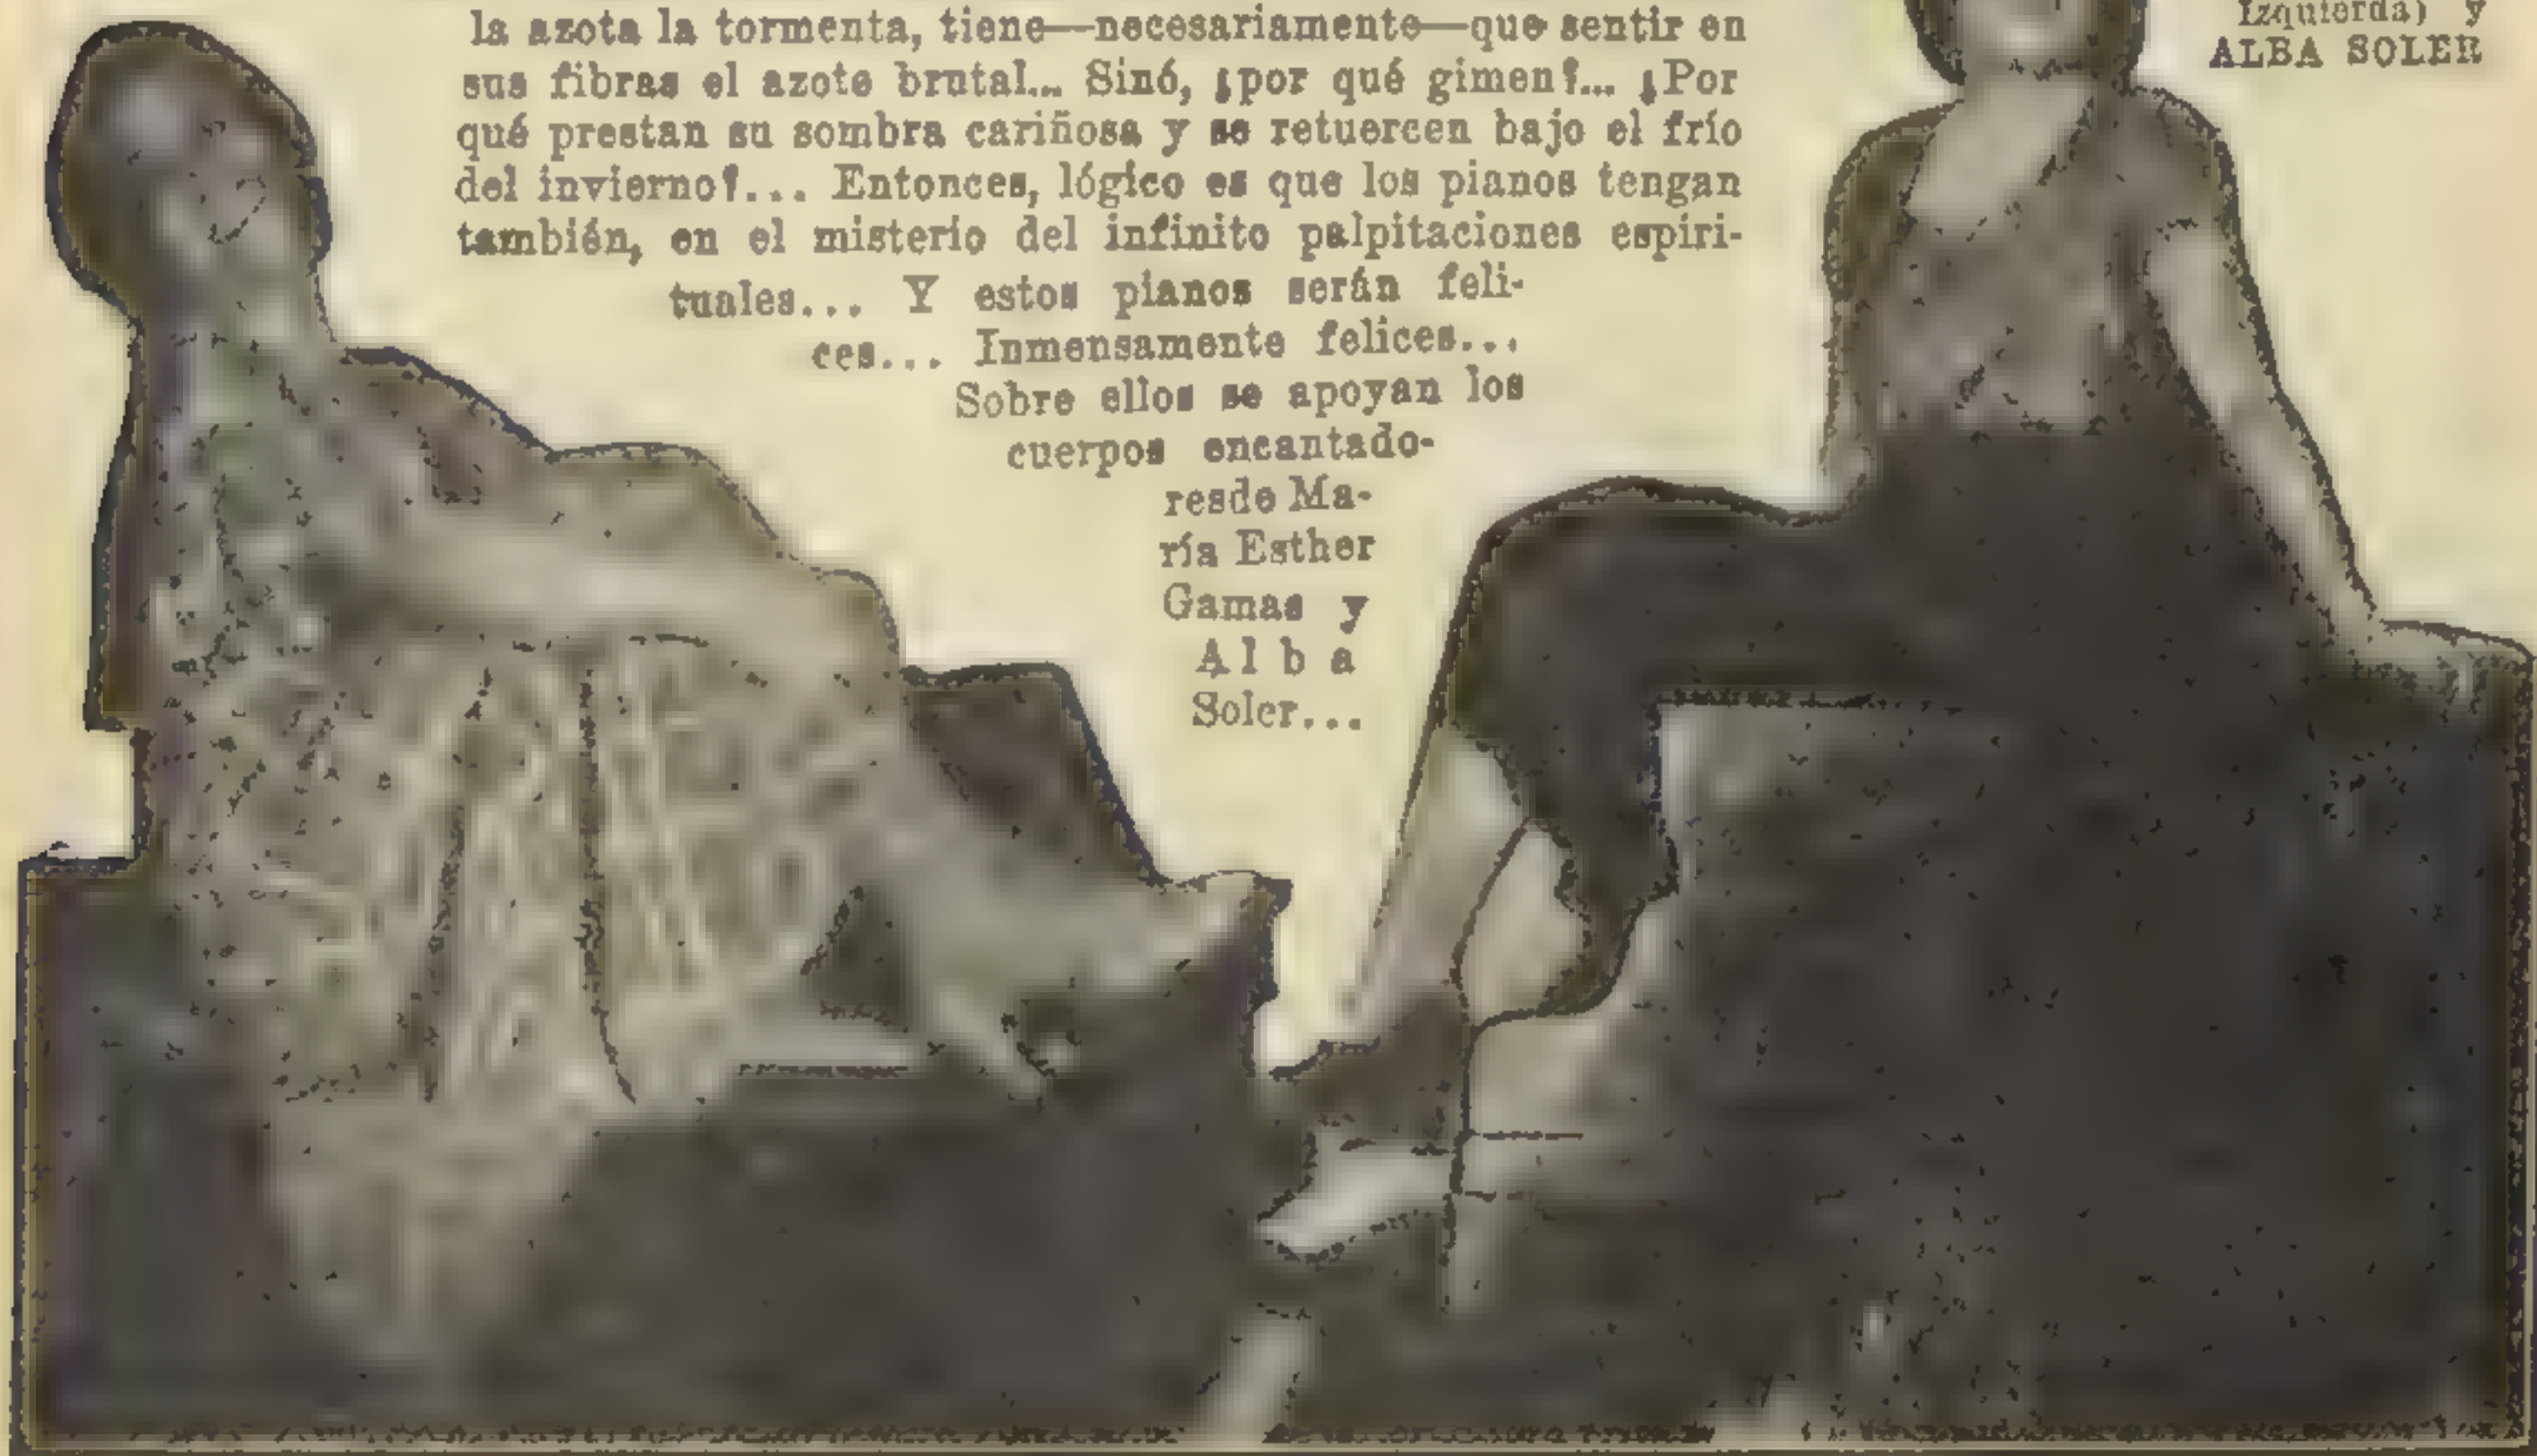 la azota la tormenta, tiene—necesariamente—que sentir en
sus fibras el azote brutal... Sinó, ¿por qué gimen?... ¿Por
qué prestan su sombra cariñosa y se retuercen bajo el frío
del invierno?... Entonces, lógico es que los pianos tengan
también, en el misterio del infinito palpitaciones espiri-
tuales... Y estos pianos serán feli-
ces... Inmensamente felices...
Sobre ellos se apoyan los
cuerpos encantado-
resde Ma-
ría Esther
Gamas y
Alba
Soler...
Izquierda) y
ALBA SOLER